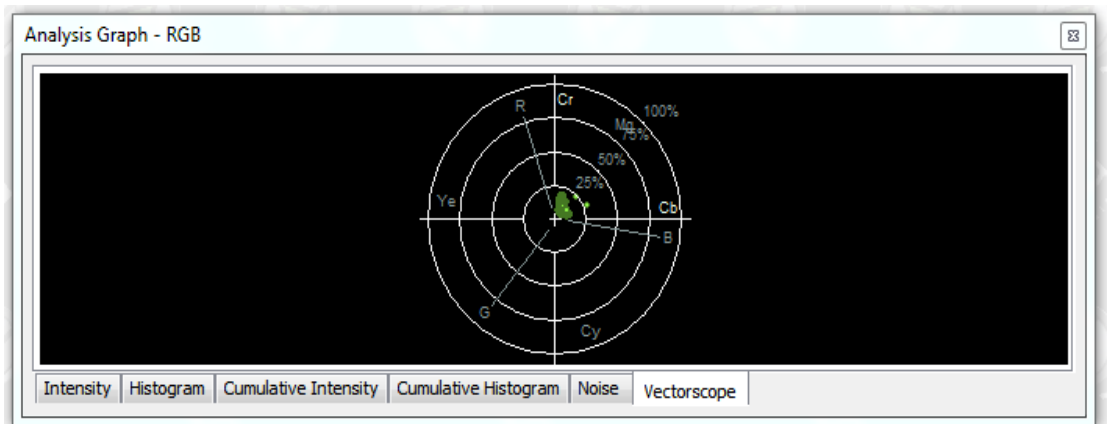 Analysis Graph - RGB
R
Cr
100%
Mg
75%
50%
25%
Ye
Cb
B
G
Cy
Intensity Histogram Cumulative Intensity Cumulative Histogram Noise Vectorscope